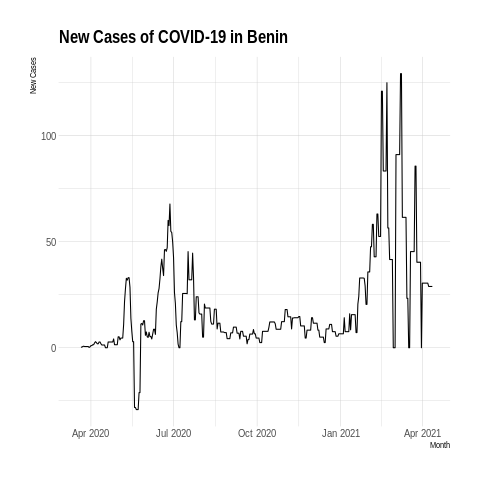 New Cases of COVID-19 in Benin
New Cases
100
50
0
Apr 2020 Jul 2020 Oct 2020 Jan 2021 Apr 2021
Month